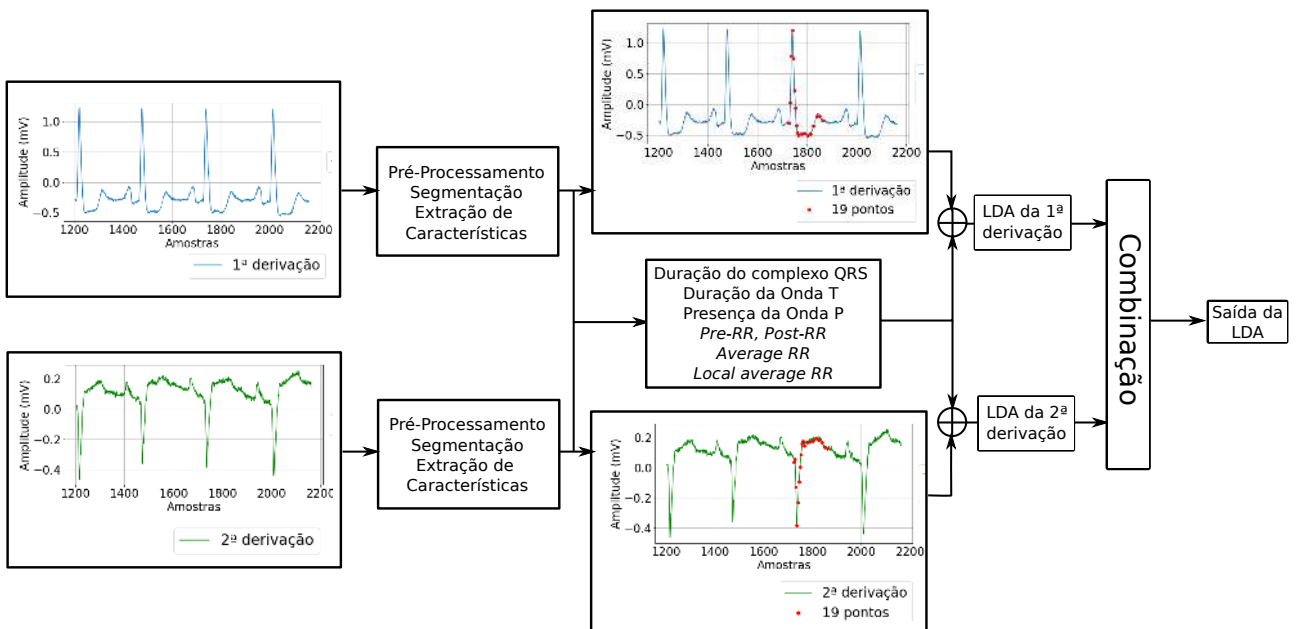 1.0
0.5
0.0
−0.5
Amplitude (mV)
1200 1400 1600 1800 2000 2200
Amostras
1ª derivação
Pré-Processamento
Segmentação
Extração de
Características
1.0
0.5
0.0
−0.5
Amplitude (mV)
1200 1400 1600 1800 2000 2200
Amostras
1ª derivação
19 pontos
Duração do complexo QRS
Duração da Onda T
Presença da Onda P
Pre-RR, Post-RR
Average RR
Local average RR
0.2
0.0
−0.2
−0.4
Amplitude (mV)
1200 1400 1600 1800 2000 2200
Amostras
2ª derivação
Pré-Processamento
Segmentação
Extração de
Características
0.2
0.0
−0.2
−0.4
Amplitude (mV)
1200 1400 1600 1800 2000 2200
Amostras
2ª derivação
19 pontos
LDA da 1ª
derivação
LDA da 2ª
derivação
Combinação
Saída da
LDA